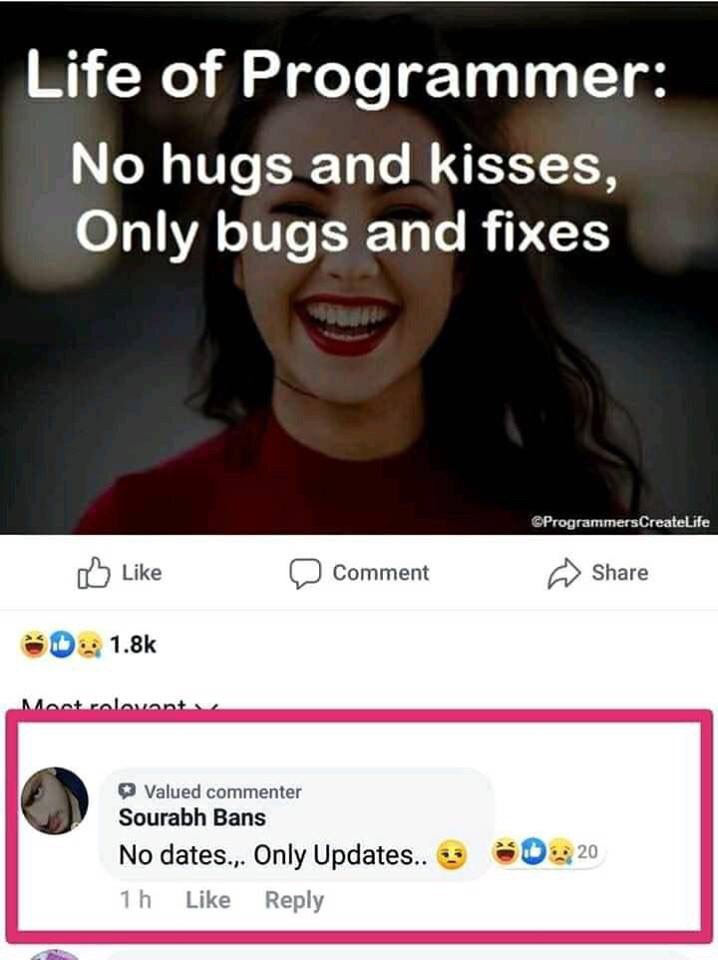 Life of Programmer:
No hugs and kisses,
Only bugs and fixes
©ProgrammersCreateLife
Like Comment Share
1.8k
Most relevant
Valued commenter
Sourabh Bans
No dates.,. Only Updates.. 😒 20
1 h Like Reply